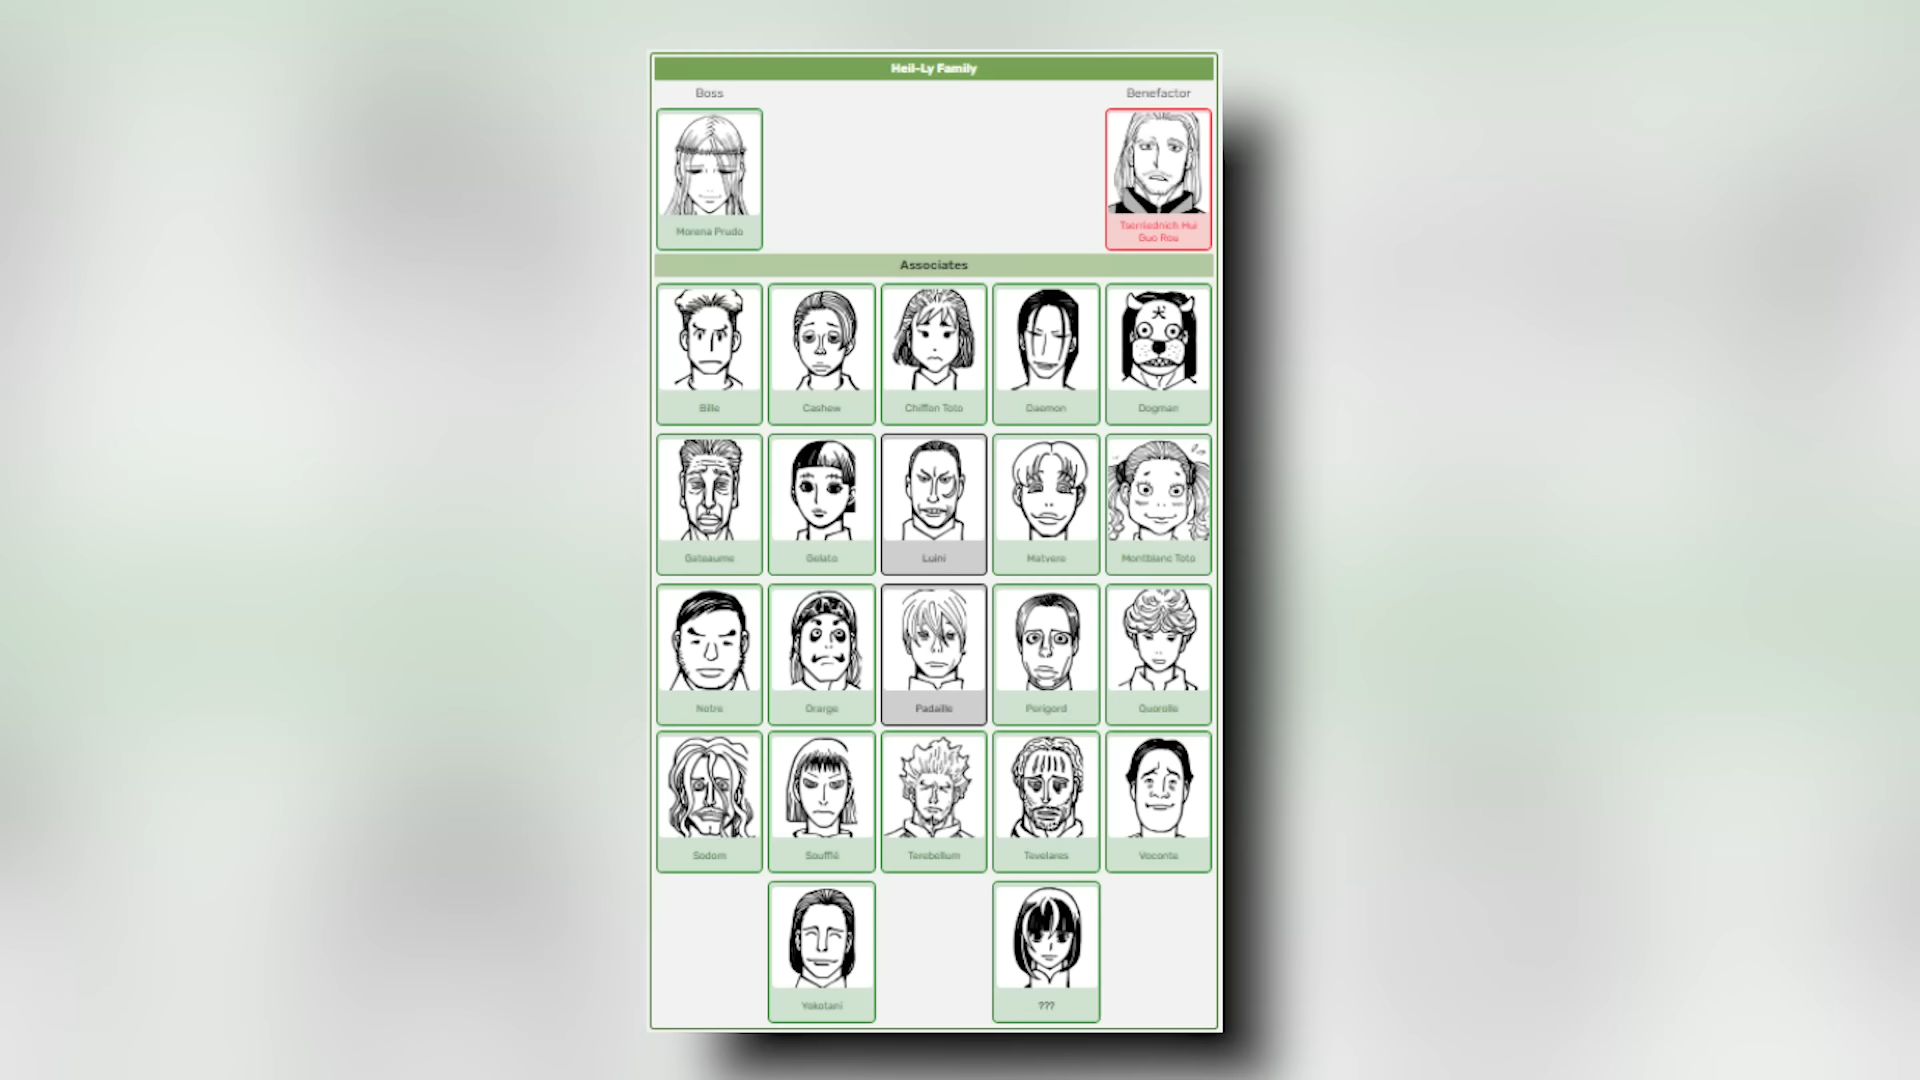 Heil-Ly Family
Boss
Benefactor
Morena Prudo
Tserriednich Hui
Guo Rou
Associates
Bille
Cashew
Chiffon Toto
Daemon
Dogman
犬
Gateaume
Gelato
Luini
Matvere
Montblanc Toto
Notre
Orarge
Padaille
Perigord
Quorolle
Sodom
Soufflé
Terebellum
Tevelares
Voconte
Yokotani
???